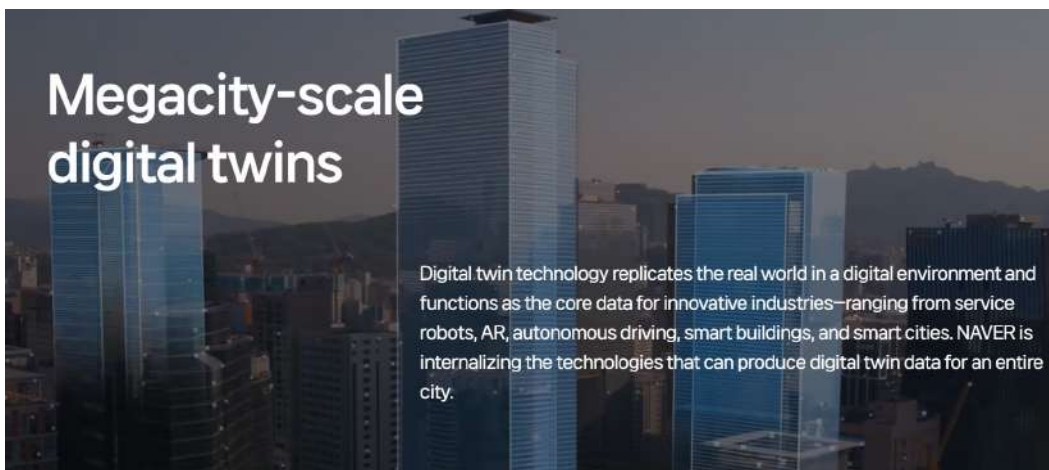 Megacity-scale
digital twins
Digital twin technology replicates the real world in a digital environment and
functions as the core data for innovative industries—ranging from service
robots, AR, autonomous driving, smart buildings, and smart cities. NAVER is
internalizing the technologies that can produce digital twin data for an entire
city.